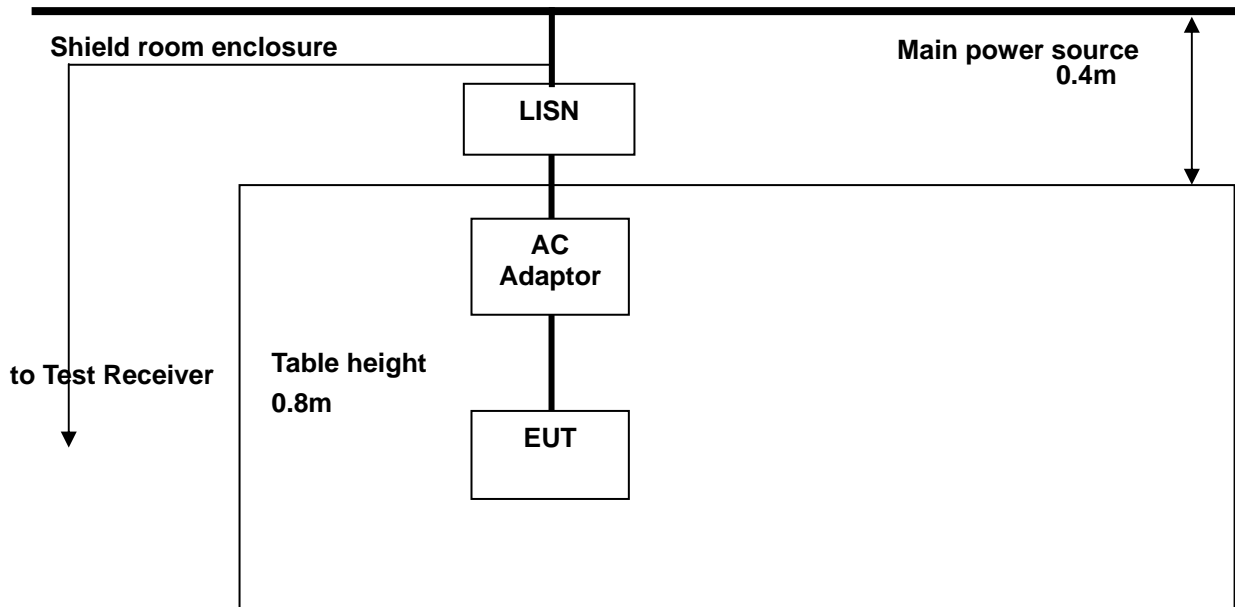 Shield room enclosure
Main power source
0.4m
LISN
AC
Adaptor
to Test Receiver
Table height
0.8m
EUT